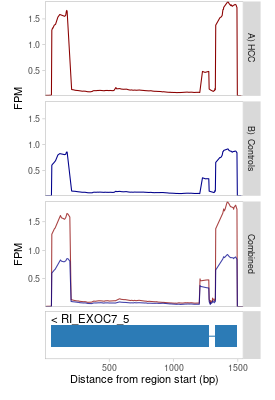 1.5
1.0
0.5
FPM
A) HCC
1.5
1.0
0.5
B) Controls
1.5
1.0
0.5
FPM
Combined
< RI_EXOC7_5
500
1000
1500
Distance from region start (bp)